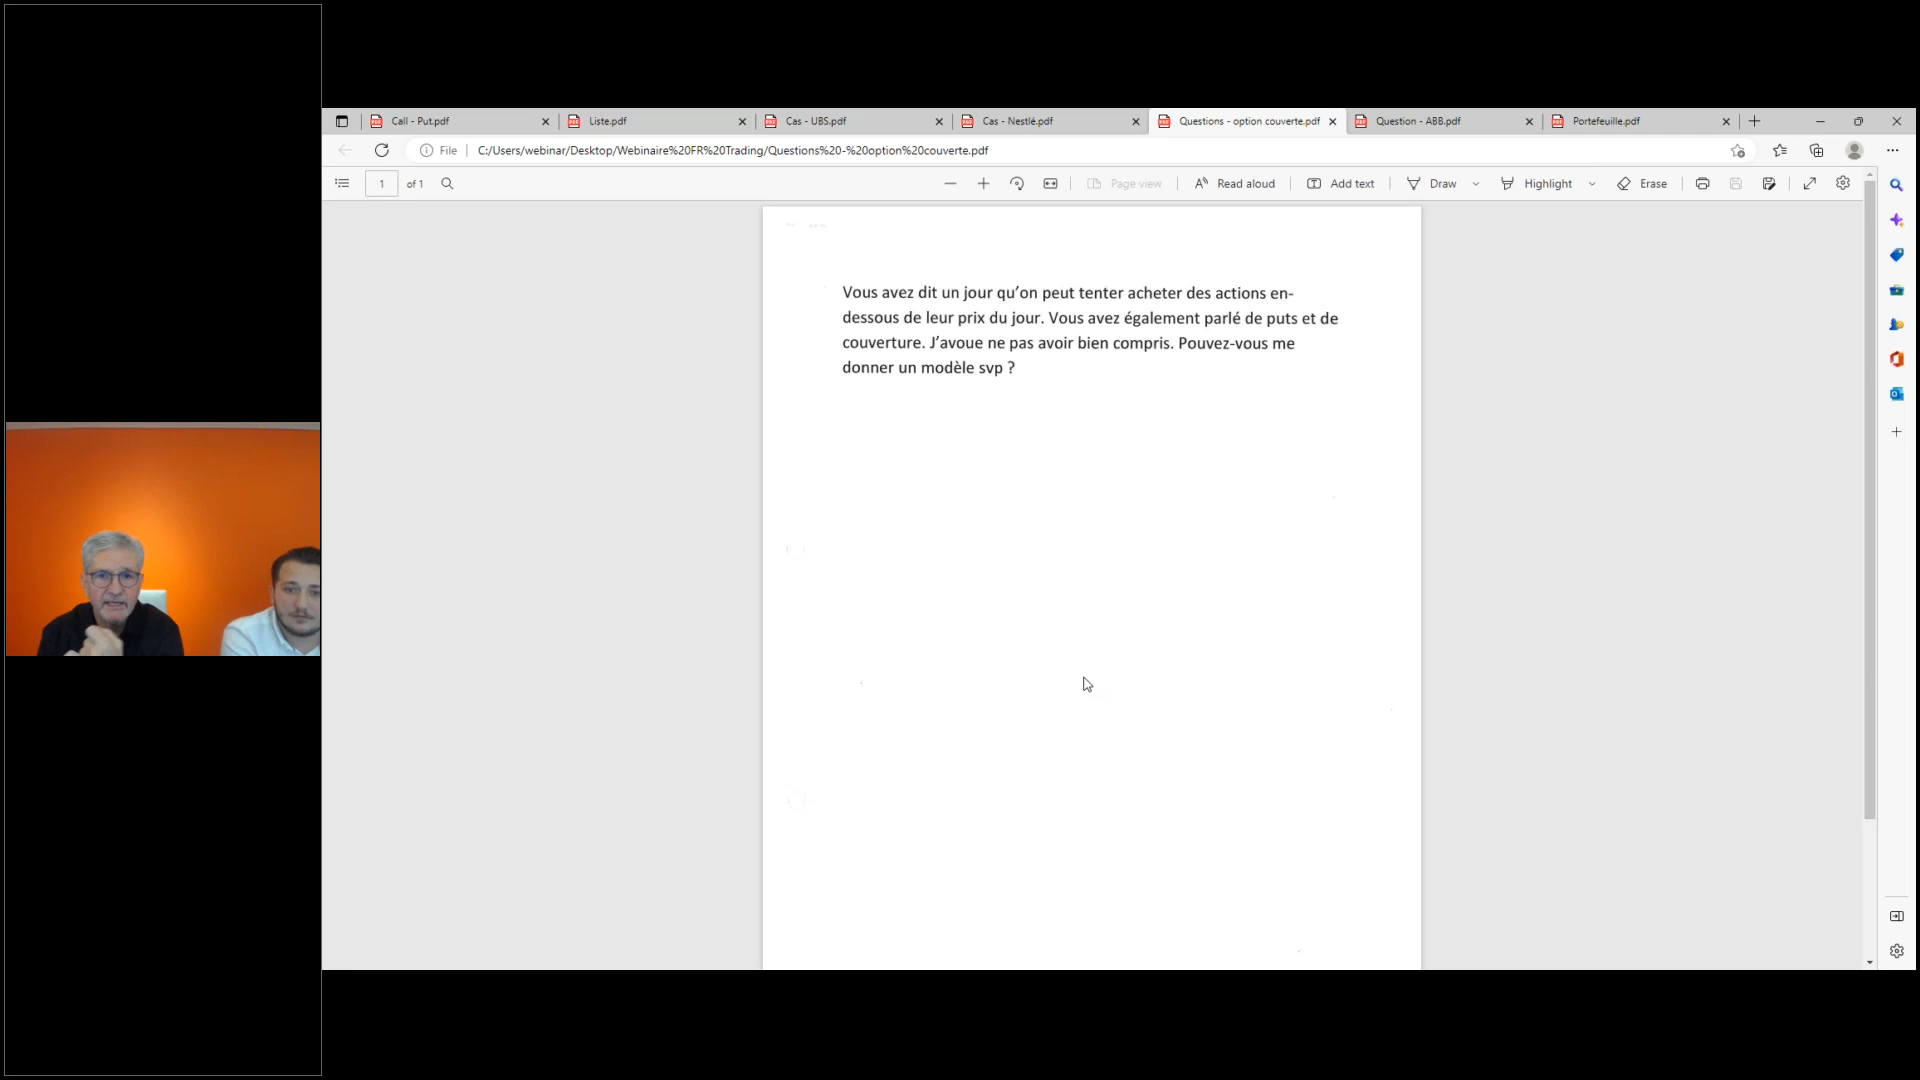 Call - Put.pdf
Liste.pdf
Cas - UBS.pdf
Cas - Nestlé.pdf
Questions - option couverte.pdf
Question - ABB.pdf
Portefeuille.pdf
File
C:/Users/webinar/Desktop/Webinaire%20FR%20Trading/Questions%20-%20option%20couverte.pdf
1 of 1
Page view
Read aloud
Add text
Draw
Highlight
Erase
Vous avez dit un jour qu'on peut tenter acheter des actions en-
dessous de leur prix du jour. Vous avez également parlé de puts et de
couverture. J'avoue ne pas avoir bien compris. Pouvez-vous me
donner un modèle svp ?